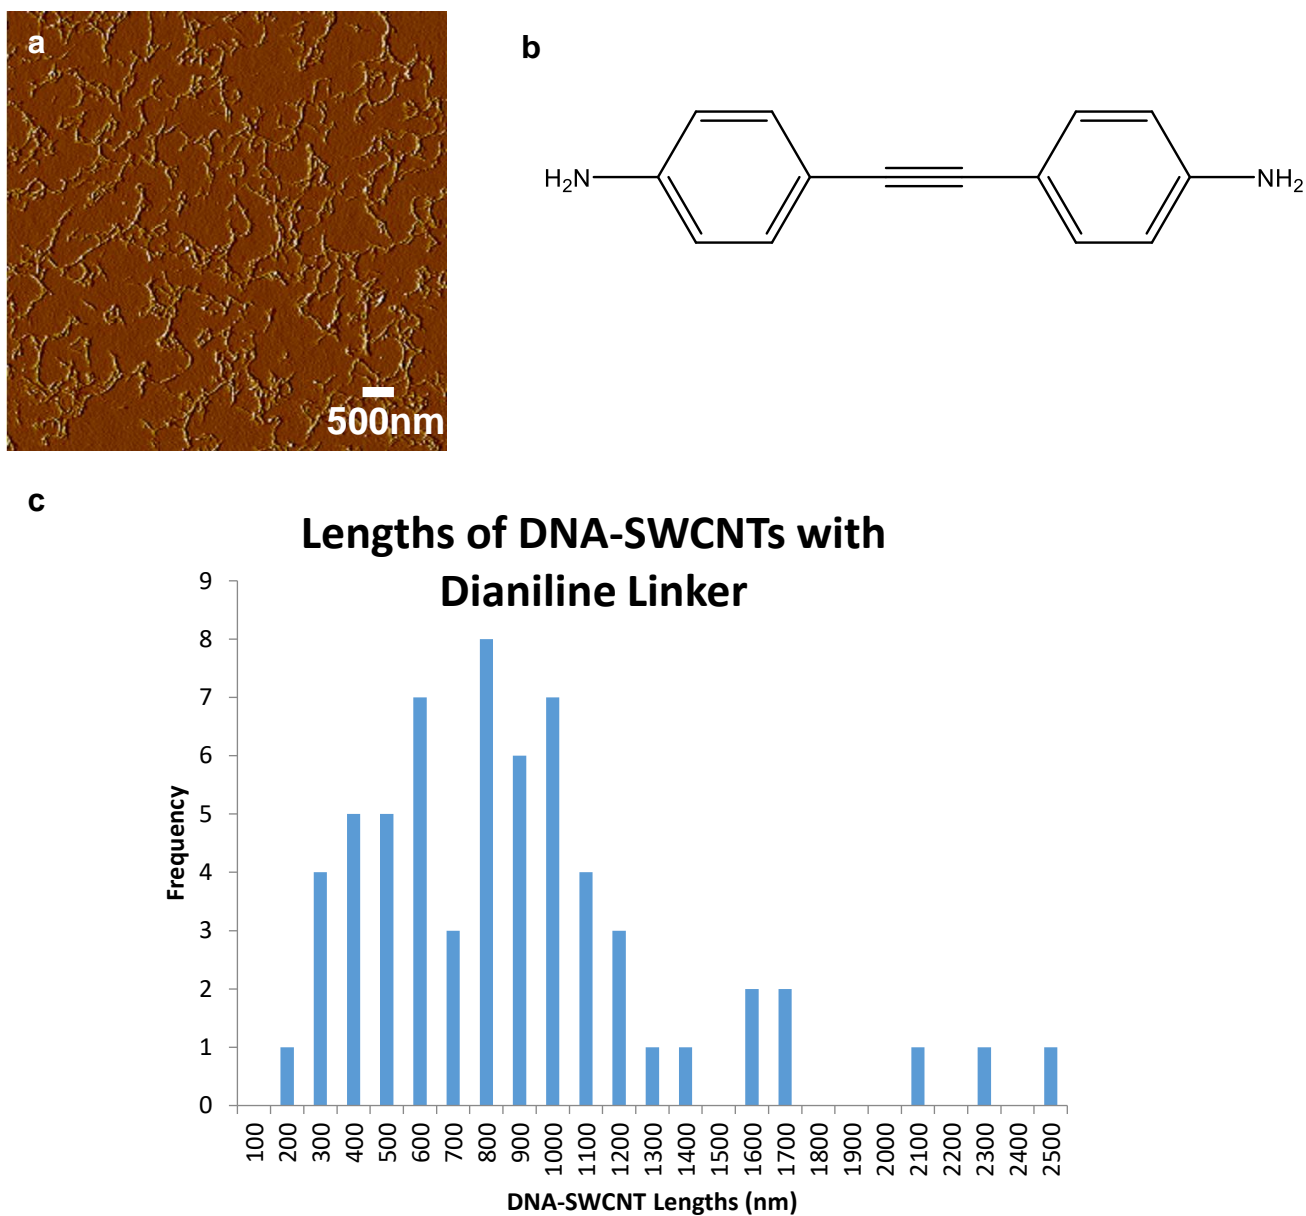 a
500nm
b
H₂N
NH₂
c
Lengths of DNA-SWCNTs with
Dianiline Linker
9
8
7
6
5
4
3
2
1
0
Frequency
100 200 300 400 500 600 700 800 900 1000 1100 1200 1300 1400 1500 1600 1700 1800 1900 2000 2100 2200 2300 2400 2500
DNA-SWCNT Lengths (nm)